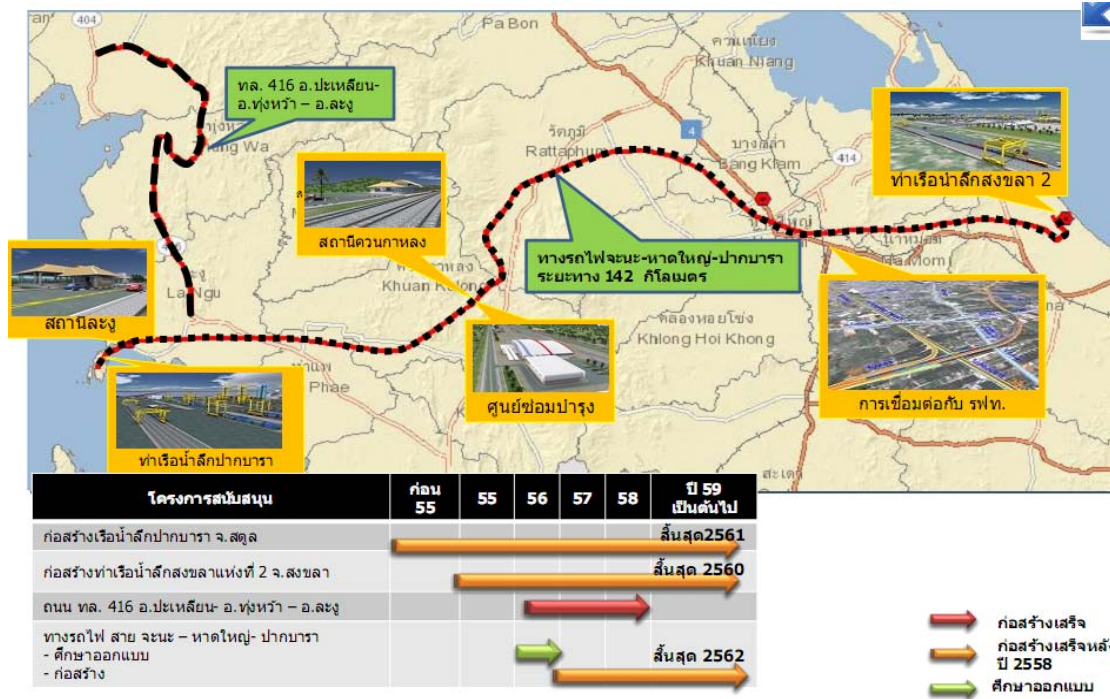 404
Pa Bon
ควนเนียง
Khuan Niang
ทล. 416 อ.ปะเหลียน-
อ.ทุ่งหว้า – อ.ละงู
รัตภูมิ
Rattaphum
4
บางกล่ำ
Bang Klam
414
ท่าเรือน้ำลึกสงขลา 2
สถานีควนกาหลง
ทางรถไฟจะนะ-หาดใหญ่-ปากบารา
ระยะทาง 142 กิโลเมตร
La Ngu
สถานีละงู
คลองหอยโข่ง
Khlong Hoi Khong
Phae
ศูนย์ซ่อมบำรุง
การเชื่อมต่อกับ รฟท.
ท่าเรือน้ำลึกปากบารา
โครงการสนับสนุน
ก่อน
55
55
56
57
58
ปี 59
เป็นต้นไป
ก่อสร้างเรือน้ำลึกปากบารา จ.สตูล
สิ้นสุด2561
ก่อสร้างท่าเรือน้ำลึกสงขลาแห่งที่ 2 จ.สงขลา
สิ้นสุด 2560
ถนน ทล. 416 อ.ปะเหลียน- อ.ทุ่งหว้า – อ.ละงู
ทางรถไฟ สาย จะนะ – หาดใหญ่- ปากบารา
- ศึกษาออกแบบ
- ก่อสร้าง
สิ้นสุด 2562
ก่อสร้างเสร็จ
ก่อสร้างเสร็จหลัง
ปี 2558
ศึกษาออกแบบ